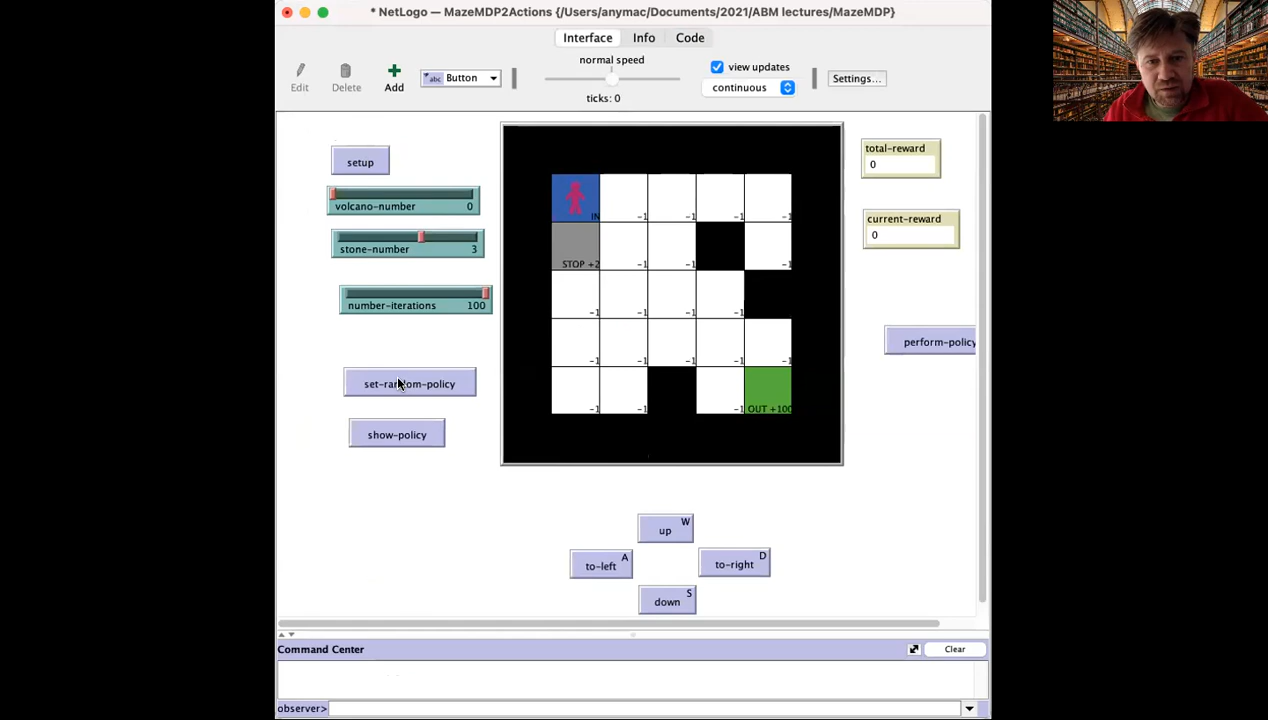 * NetLogo — MazeMDP2Actions {/Users/anymac/Documents/2021/ABM lectures/MazeMDP}
Interface Info Code
Edit Delete Add abc Button
normal speed
ticks: 0
view updates
continuous
Settings...
setup
volcano-number 0
stone-number 3
number-iterations 100
set-random-policy
show-policy
IN -1 -1 -1 -1
STOP +2 -1 -1 -1
-1 -1 -1 -1
-1 -1 -1 -1 -1
-1 -1 -1 OUT +100
total-reward
0
current-reward
0
perform-policy
up W
to-left A
to-right D
down S
Command Center
Clear
observer>